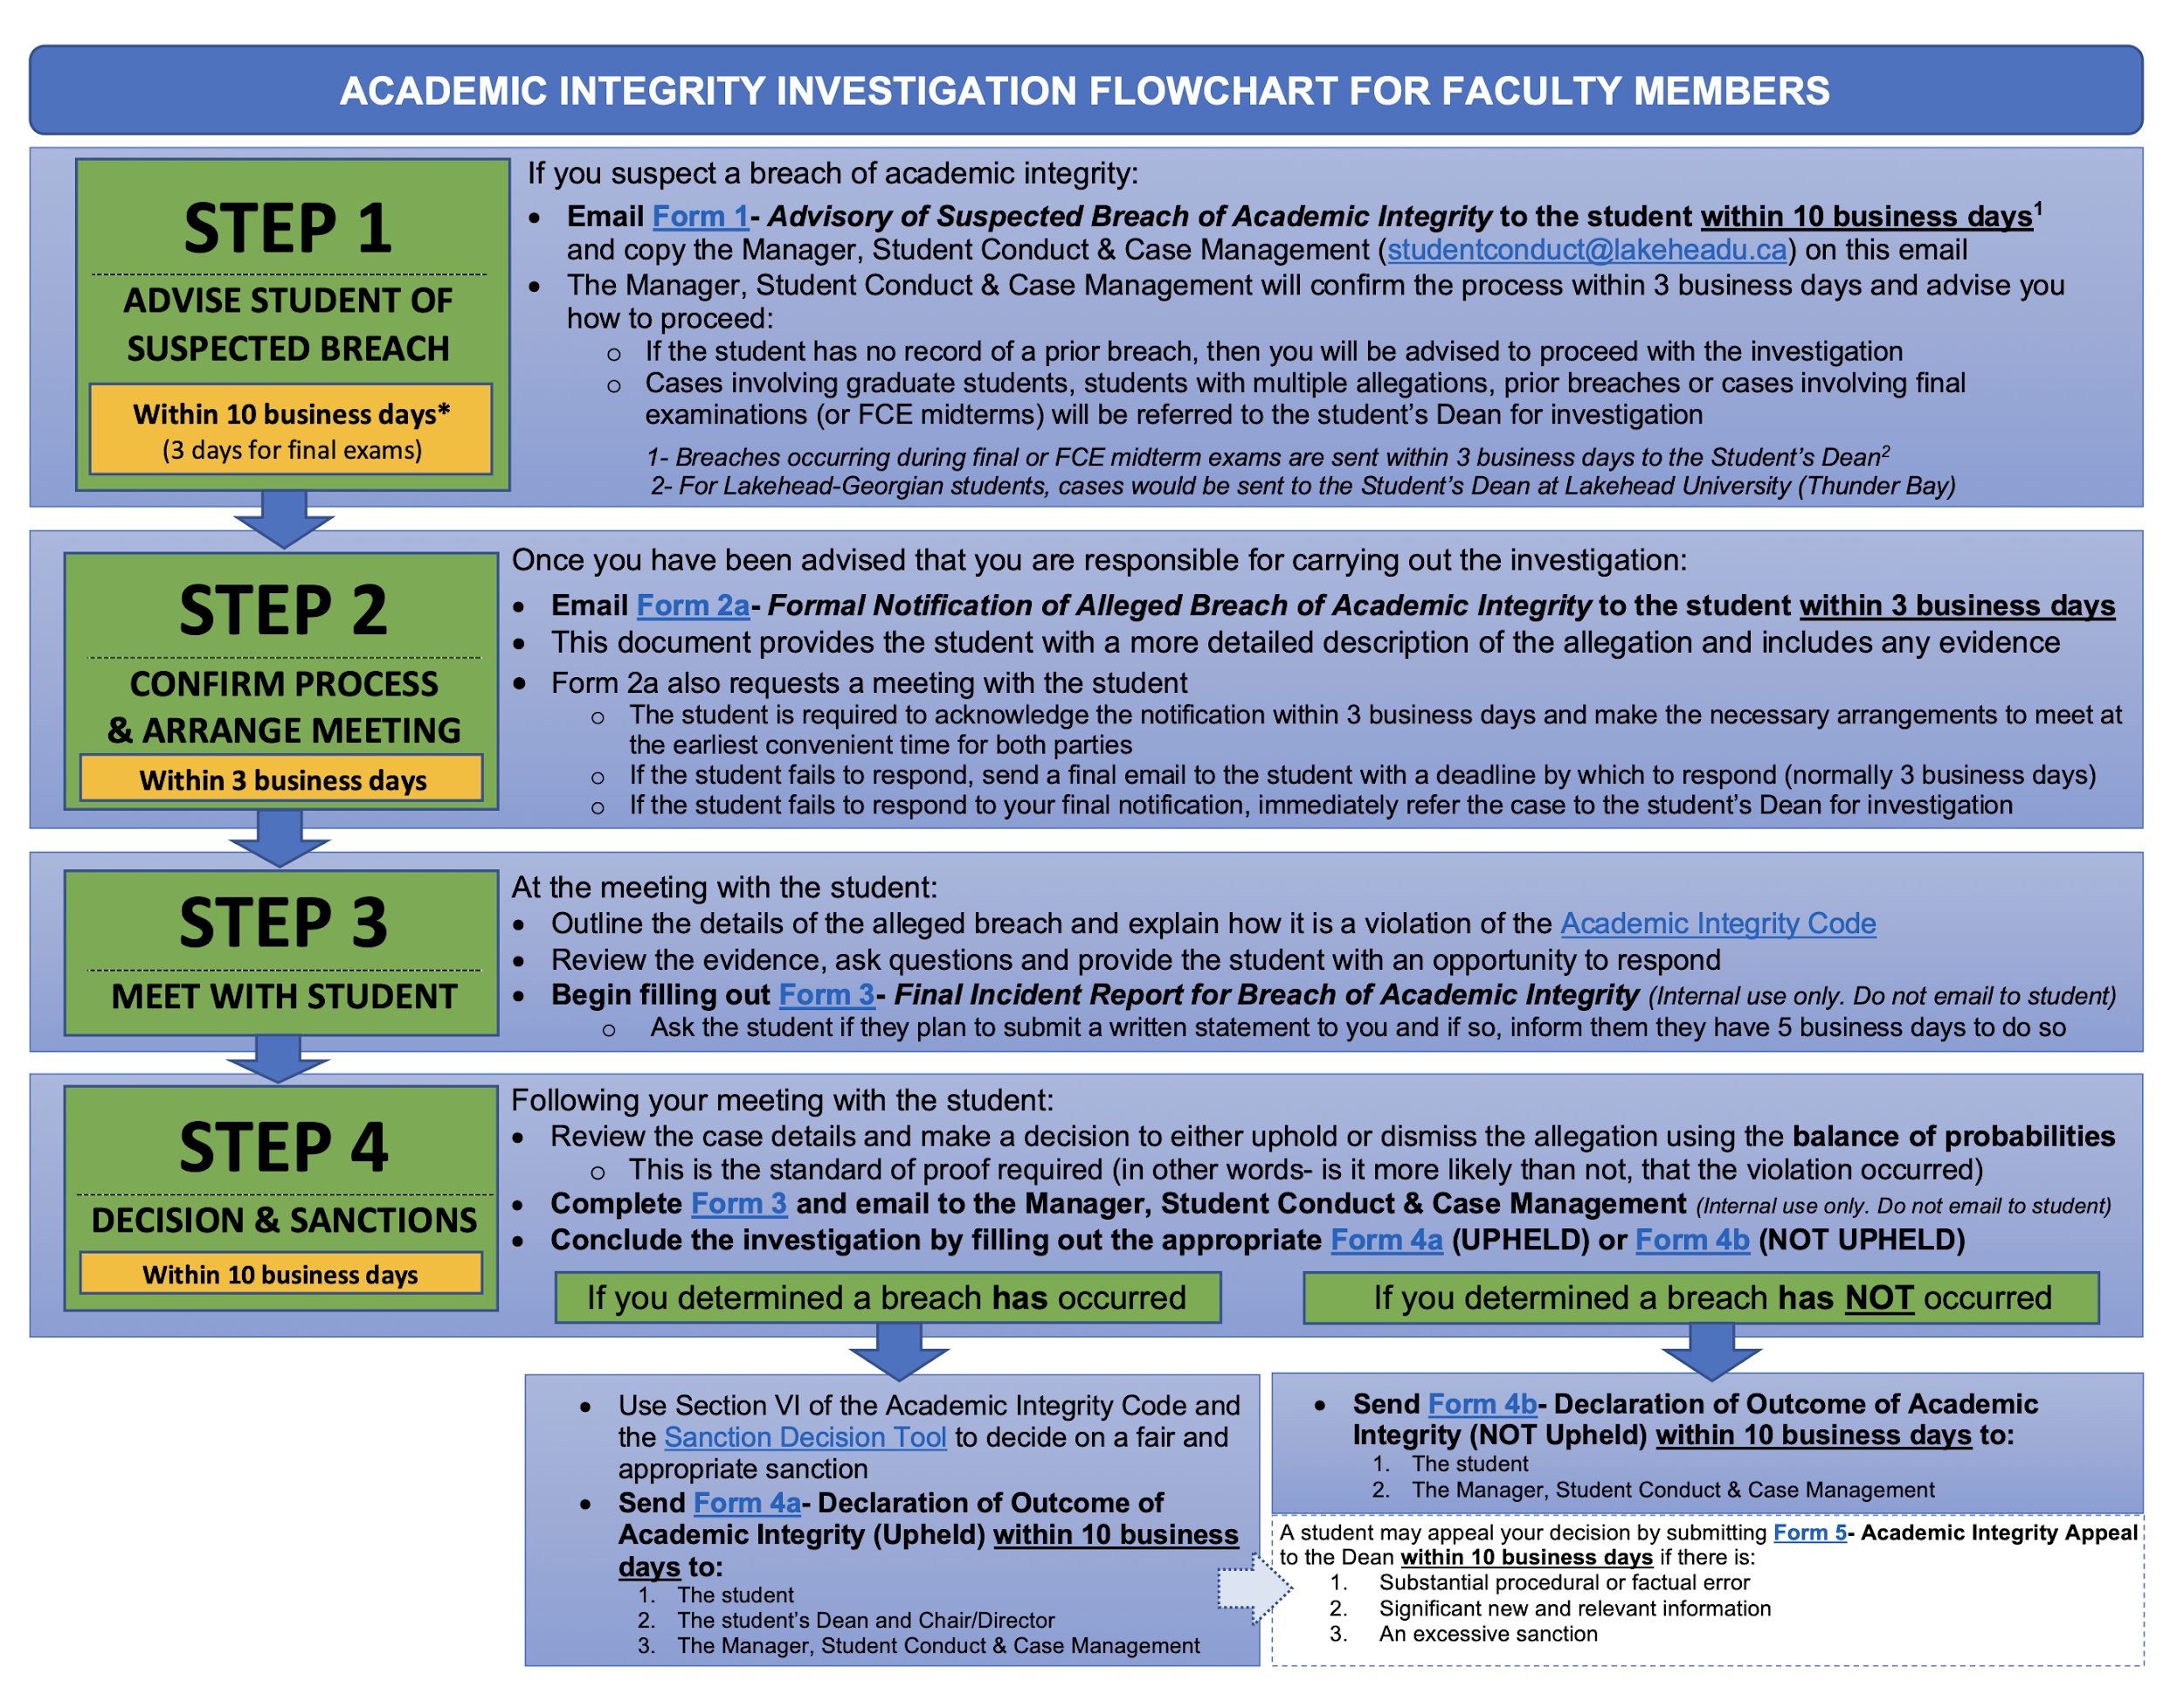 ACADEMIC INTEGRITY INVESTIGATION FLOWCHART FOR FACULTY MEMBERS
STEP 1
ADVISE STUDENT OF
SUSPECTED BREACH
Within 10 business days*
(3 days for final exams)
If you suspect a breach of academic integrity:
• Email Form 1- Advisory of Suspected Breach of Academic Integrity to the student within 10 business days1
and copy the Manager, Student Conduct & Case Management (studentconduct@lakeheadu.ca) on this email
• The Manager, Student Conduct & Case Management will confirm the process within 3 business days and advise you
how to proceed:
o If the student has no record of a prior breach, then you will be advised to proceed with the investigation
o Cases involving graduate students, students with multiple allegations, prior breaches or cases involving final
examinations (or FCE midterms) will be referred to the student's Dean for investigation
1- Breaches occurring during final or FCE midterm exams are sent within 3 business days to the Student's Dean2
2- For Lakehead-Georgian students, cases would be sent to the Student's Dean at Lakehead University (Thunder Bay)
STEP 2
CONFIRM PROCESS
& ARRANGE MEETING
Within 3 business days
Once you have been advised that you are responsible for carrying out the investigation:
• Email Form 2a- Formal Notification of Alleged Breach of Academic Integrity to the student within 3 business days
• This document provides the student with a more detailed description of the allegation and includes any evidence
• Form 2a also requests a meeting with the student
o The student is required to acknowledge the notification within 3 business days and make the necessary arrangements to meet at
the earliest convenient time for both parties
o If the student fails to respond, send a final email to the student with a deadline by which to respond (normally 3 business days)
o If the student fails to respond to your final notification, immediately refer the case to the student's Dean for investigation
STEP 3
MEET WITH STUDENT
At the meeting with the student:
• Outline the details of the alleged breach and explain how it is a violation of the Academic Integrity Code
• Review the evidence, ask questions and provide the student with an opportunity to respond
• Begin filling out Form 3- Final Incident Report for Breach of Academic Integrity (Internal use only. Do not email to student)
o Ask the student if they plan to submit a written statement to you and if so, inform them they have 5 business days to do so
STEP 4
DECISION & SANCTIONS
Within 10 business days
Following your meeting with the student:
• Review the case details and make a decision to either uphold or dismiss the allegation using the balance of probabilities
o This is the standard of proof required (in other words- is it more likely than not, that the violation occurred)
• Complete Form 3 and email to the Manager, Student Conduct & Case Management (Internal use only. Do not email to student)
• Conclude the investigation by filling out the appropriate Form 4a (UPHELD) or Form 4b (NOT UPHELD)
If you determined a breach has occurred
If you determined a breach has NOT occurred
• Use Section VI of the Academic Integrity Code and
the Sanction Decision Tool to decide on a fair and
appropriate sanction
• Send Form 4a- Declaration of Outcome of
Academic Integrity (Upheld) within 10 business
days to:
1. The student
2. The student's Dean and Chair/Director
3. The Manager, Student Conduct & Case Management
• Send Form 4b- Declaration of Outcome of Academic
Integrity (NOT Upheld) within 10 business days to:
1. The student
2. The Manager, Student Conduct & Case Management
A student may appeal your decision by submitting Form 5- Academic Integrity Appeal
to the Dean within 10 business days if there is:
1. Substantial procedural or factual error
2. Significant new and relevant information
3. An excessive sanction